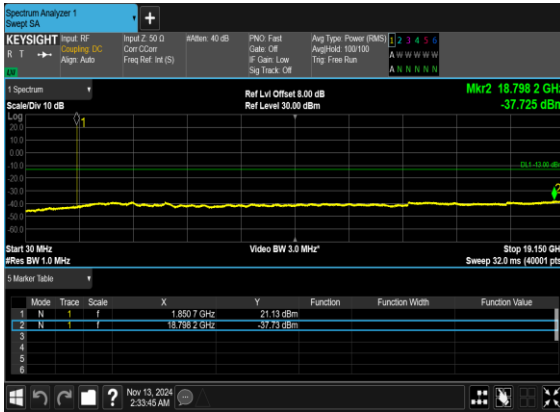 Spectrum Analyzer 1
Swept SA
+
KEYSIGHT Input: RF Input Z: 50 Ω #Atten: 40 dB PNO: Fast Avg Type: Power (RMS) 1 2 3 4 5 6
R T Coupling: DC Corr CCorr Gate: Off Avg|Hold: 100/100 A W W W W W
Align: Auto Freq Ref: Int (S) IF Gain: Low Trig: Free Run
LW Sig Track: Off A N N N N N
1 Spectrum Ref Lvl Offset 8.00 dB Mkr2 18.798 2 GHz
Scale/Div 10 dB Ref Level 30.00 dBm -37.725 dBm
Log
20.0
10.0
0.00
-10.0
-20.0
-30.0
-40.0
-50.0
-60.0
1
DL1 -13.00 dBm
2
Start 30 MHz Video BW 3.0 MHz* Stop 19.150 GHz
#Res BW 1.0 MHz Sweep 32.0 ms (40001 pts)
5 Marker Table
Mode Trace Scale X Y Function Function Width Function Value
1 N 1 f 1.850 7 GHz 21.13 dBm
2 N 1 f 18.798 2 GHz -37.73 dBm
3
4
5
6
? Nov 13, 2024
2:33:45 AM